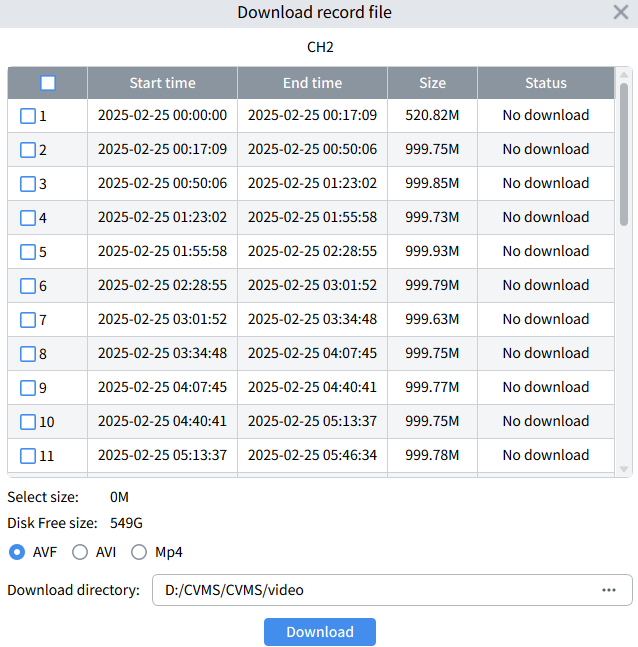 Download record file
CH2
Start time End time Size Status
1 2025-02-25 00:00:00 2025-02-25 00:17:09 520.82M No download
2 2025-02-25 00:17:09 2025-02-25 00:50:06 999.75M No download
3 2025-02-25 00:50:06 2025-02-25 01:23:02 999.85M No download
4 2025-02-25 01:23:02 2025-02-25 01:55:58 999.73M No download
5 2025-02-25 01:55:58 2025-02-25 02:28:55 999.93M No download
6 2025-02-25 02:28:55 2025-02-25 03:01:52 999.79M No download
7 2025-02-25 03:01:52 2025-02-25 03:34:48 999.63M No download
8 2025-02-25 03:34:48 2025-02-25 04:07:45 999.75M No download
9 2025-02-25 04:07:45 2025-02-25 04:40:41 999.77M No download
10 2025-02-25 04:40:41 2025-02-25 05:13:37 999.75M No download
11 2025-02-25 05:13:37 2025-02-25 05:46:34 999.78M No download
Select size: 0M
Disk Free size: 549G
AVF AVI Mp4
Download directory: D:/CVMS/CVMS/video ...
Download